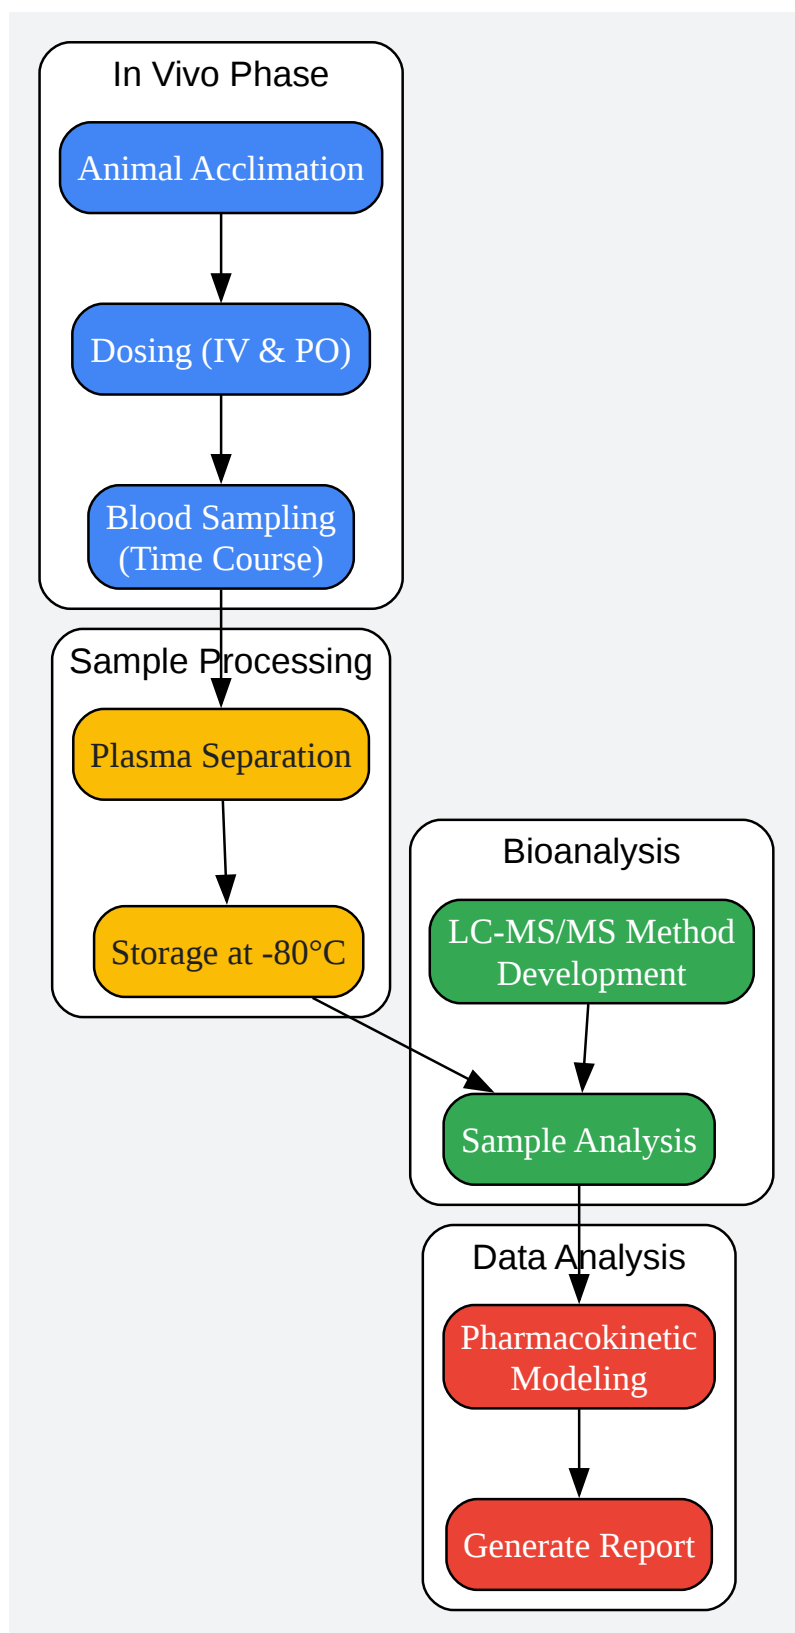 In Vivo Phase
Animal Acclimation
Dosing (IV & PO)
Blood Sampling
(Time Course)
Sample Processing
Plasma Separation
Storage at -80°C
Bioanalysis
LC-MS/MS Method
Development
Sample Analysis
Data Analysis
Pharmacokinetic
Modeling
Generate Report